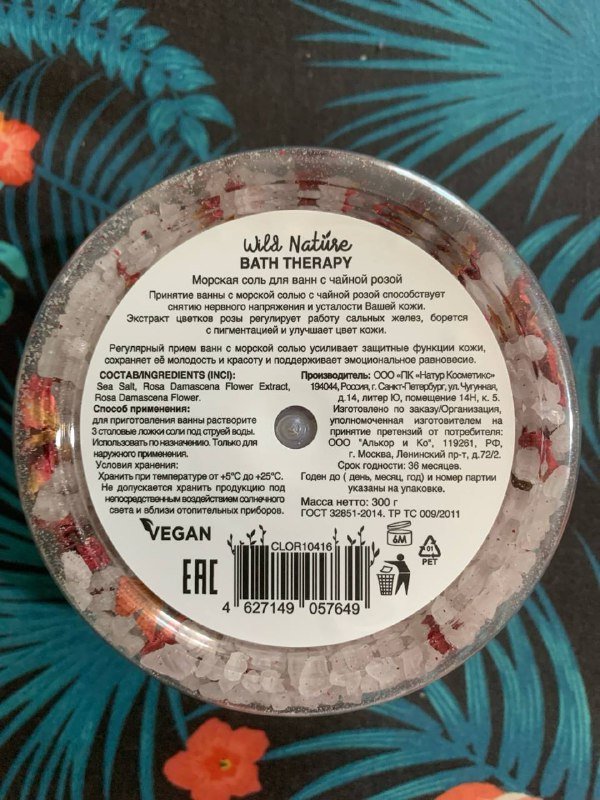 Wild Nature
BATH THERAPY
Морская соль для ванн с чайной розой
Принятие ванны с морской солью с чайной розой способствует
снятию нервного напряжения и усталости Вашей кожи.
Экстракт цветков розы регулирует работу сальных желез, борется
с пигментацией и улучшает цвет кожи.
Регулярный прием ванн с морской солью усиливает защитные функции кожи,
сохраняет её молодость и красоту и поддерживает эмоциональное равновесие.
СОСТАВ/INGREDIENTS (INCI):
Sea Salt, Rosa Damascena Flower Extract,
Rosa Damascena Flower.
Способ применения:
для приготовления ванны растворите
3 столовые ложки соли под струей воды.
Использовать по назначению. Только для
наружного применения.
Условия хранения:
Хранить при температуре от +5°С до +25°С.
Не допускается хранить продукцию под
непосредственным воздействием солнечного
света и вблизи отопительных приборов.
Производитель: ООО «ПК «Натур Косметикс»
194044, Россия, г. Санкт-Петербург, ул. Чугунная,
д.14, литер Ю, помещение 14Н, к. 5.
Изготовлено по заказу/Организация,
уполномоченная изготовителем на
принятие претензий от потребителя:
ООО "Алькор и Ко", 119261, РФ,
г. Москва, Ленинский пр-т, д.72/2.
Срок годности: 36 месяцев.
Годен до ( день, месяц, год) и номер партии
указаны на упаковке.
Масса нетто: 300 г
ГОСТ 32851-2014. ТР ТС 009/2011
VEGAN
CLOR10416
6M
01
PET
EAC
4 627149 057649